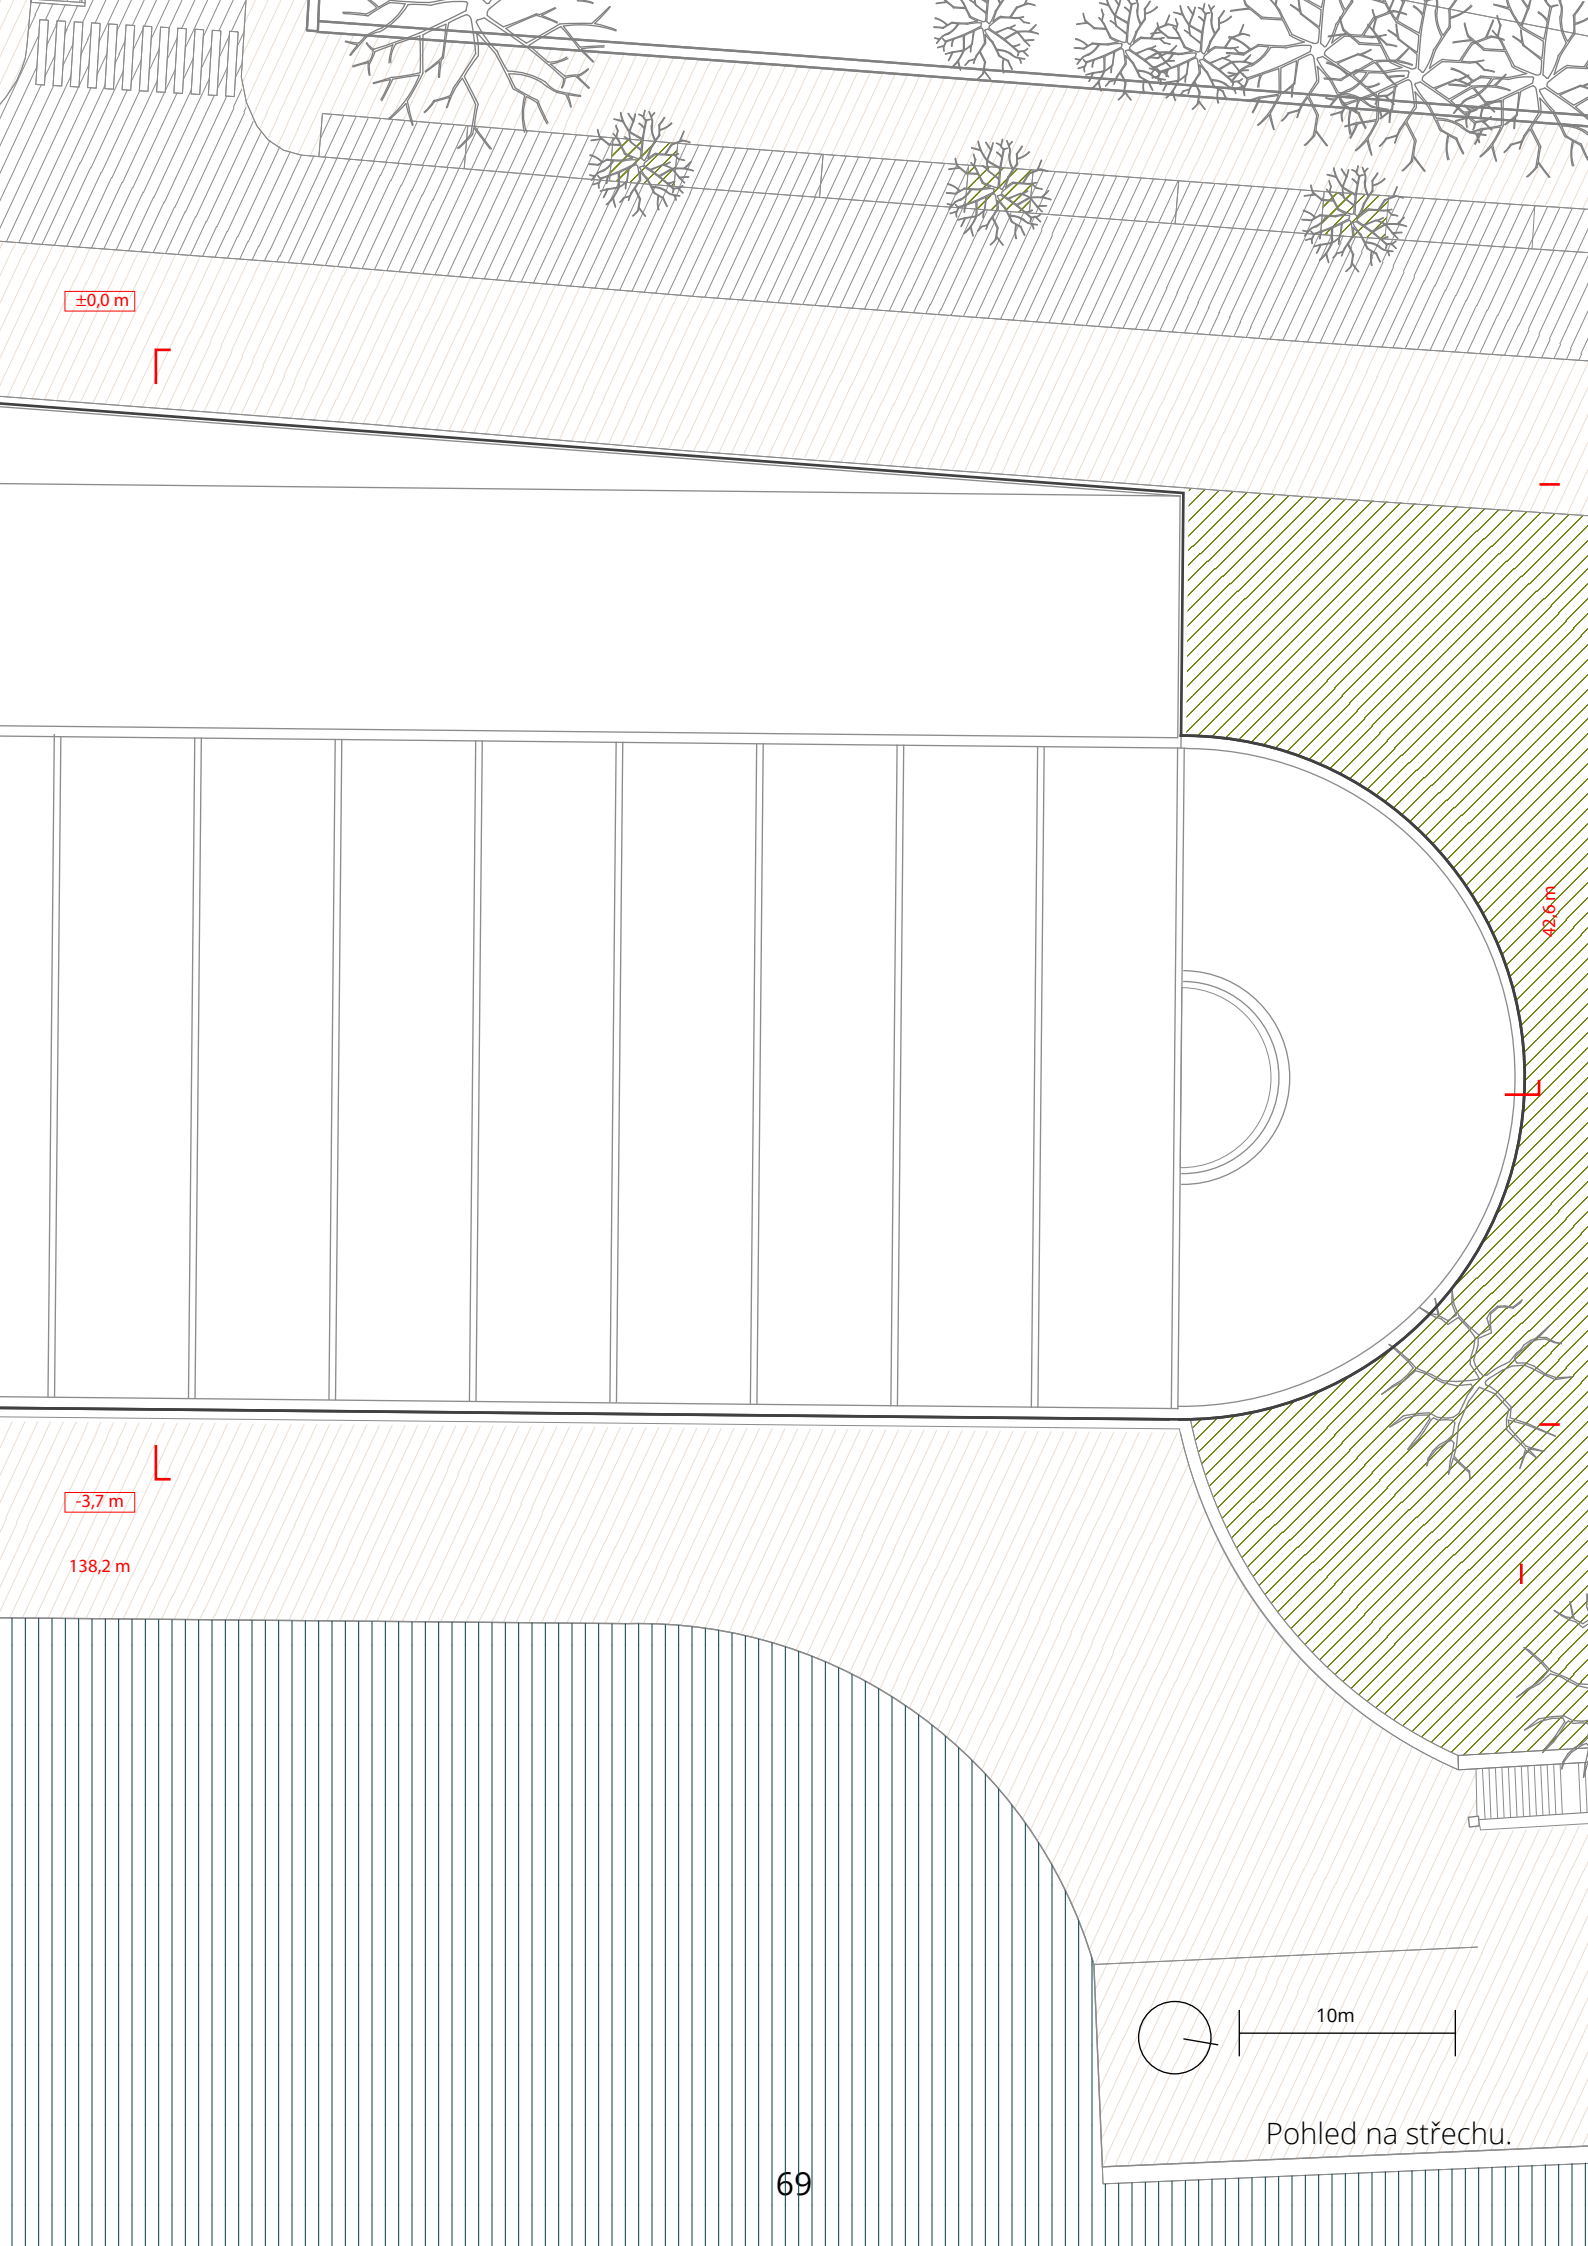 ±0,0 m
42,6 m
-3,7 m
138,2 m
10m
Pohled na střechu.
69